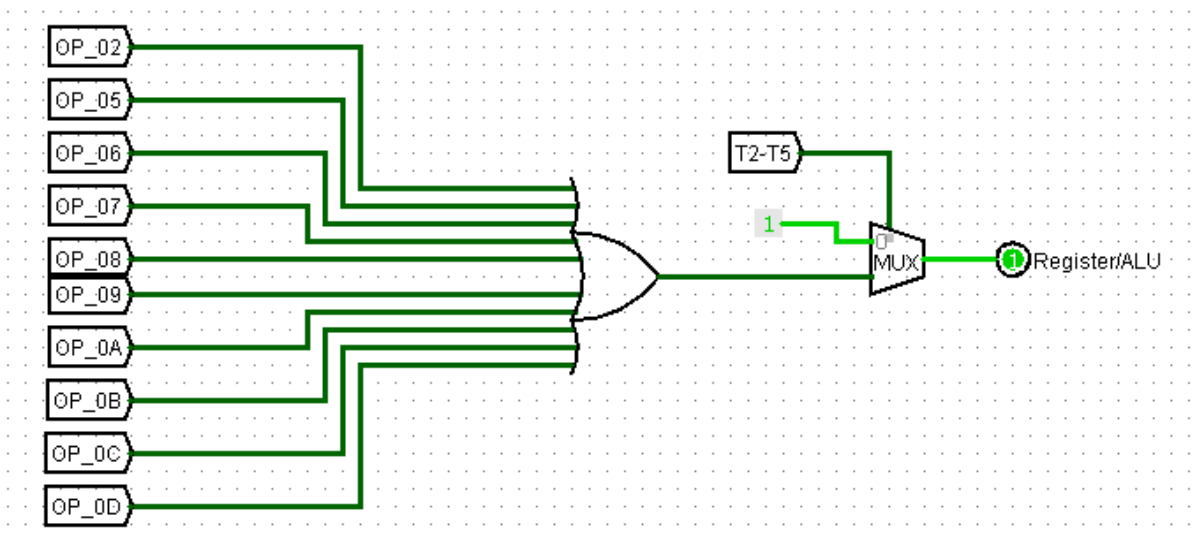 OP_02
OP_05
OP_06
T2-T5
OP_07
1
0
MUX
1
Register/ALU
OP_08
OP_09
OP_0A
OP_0B
OP_0C
OP_0D